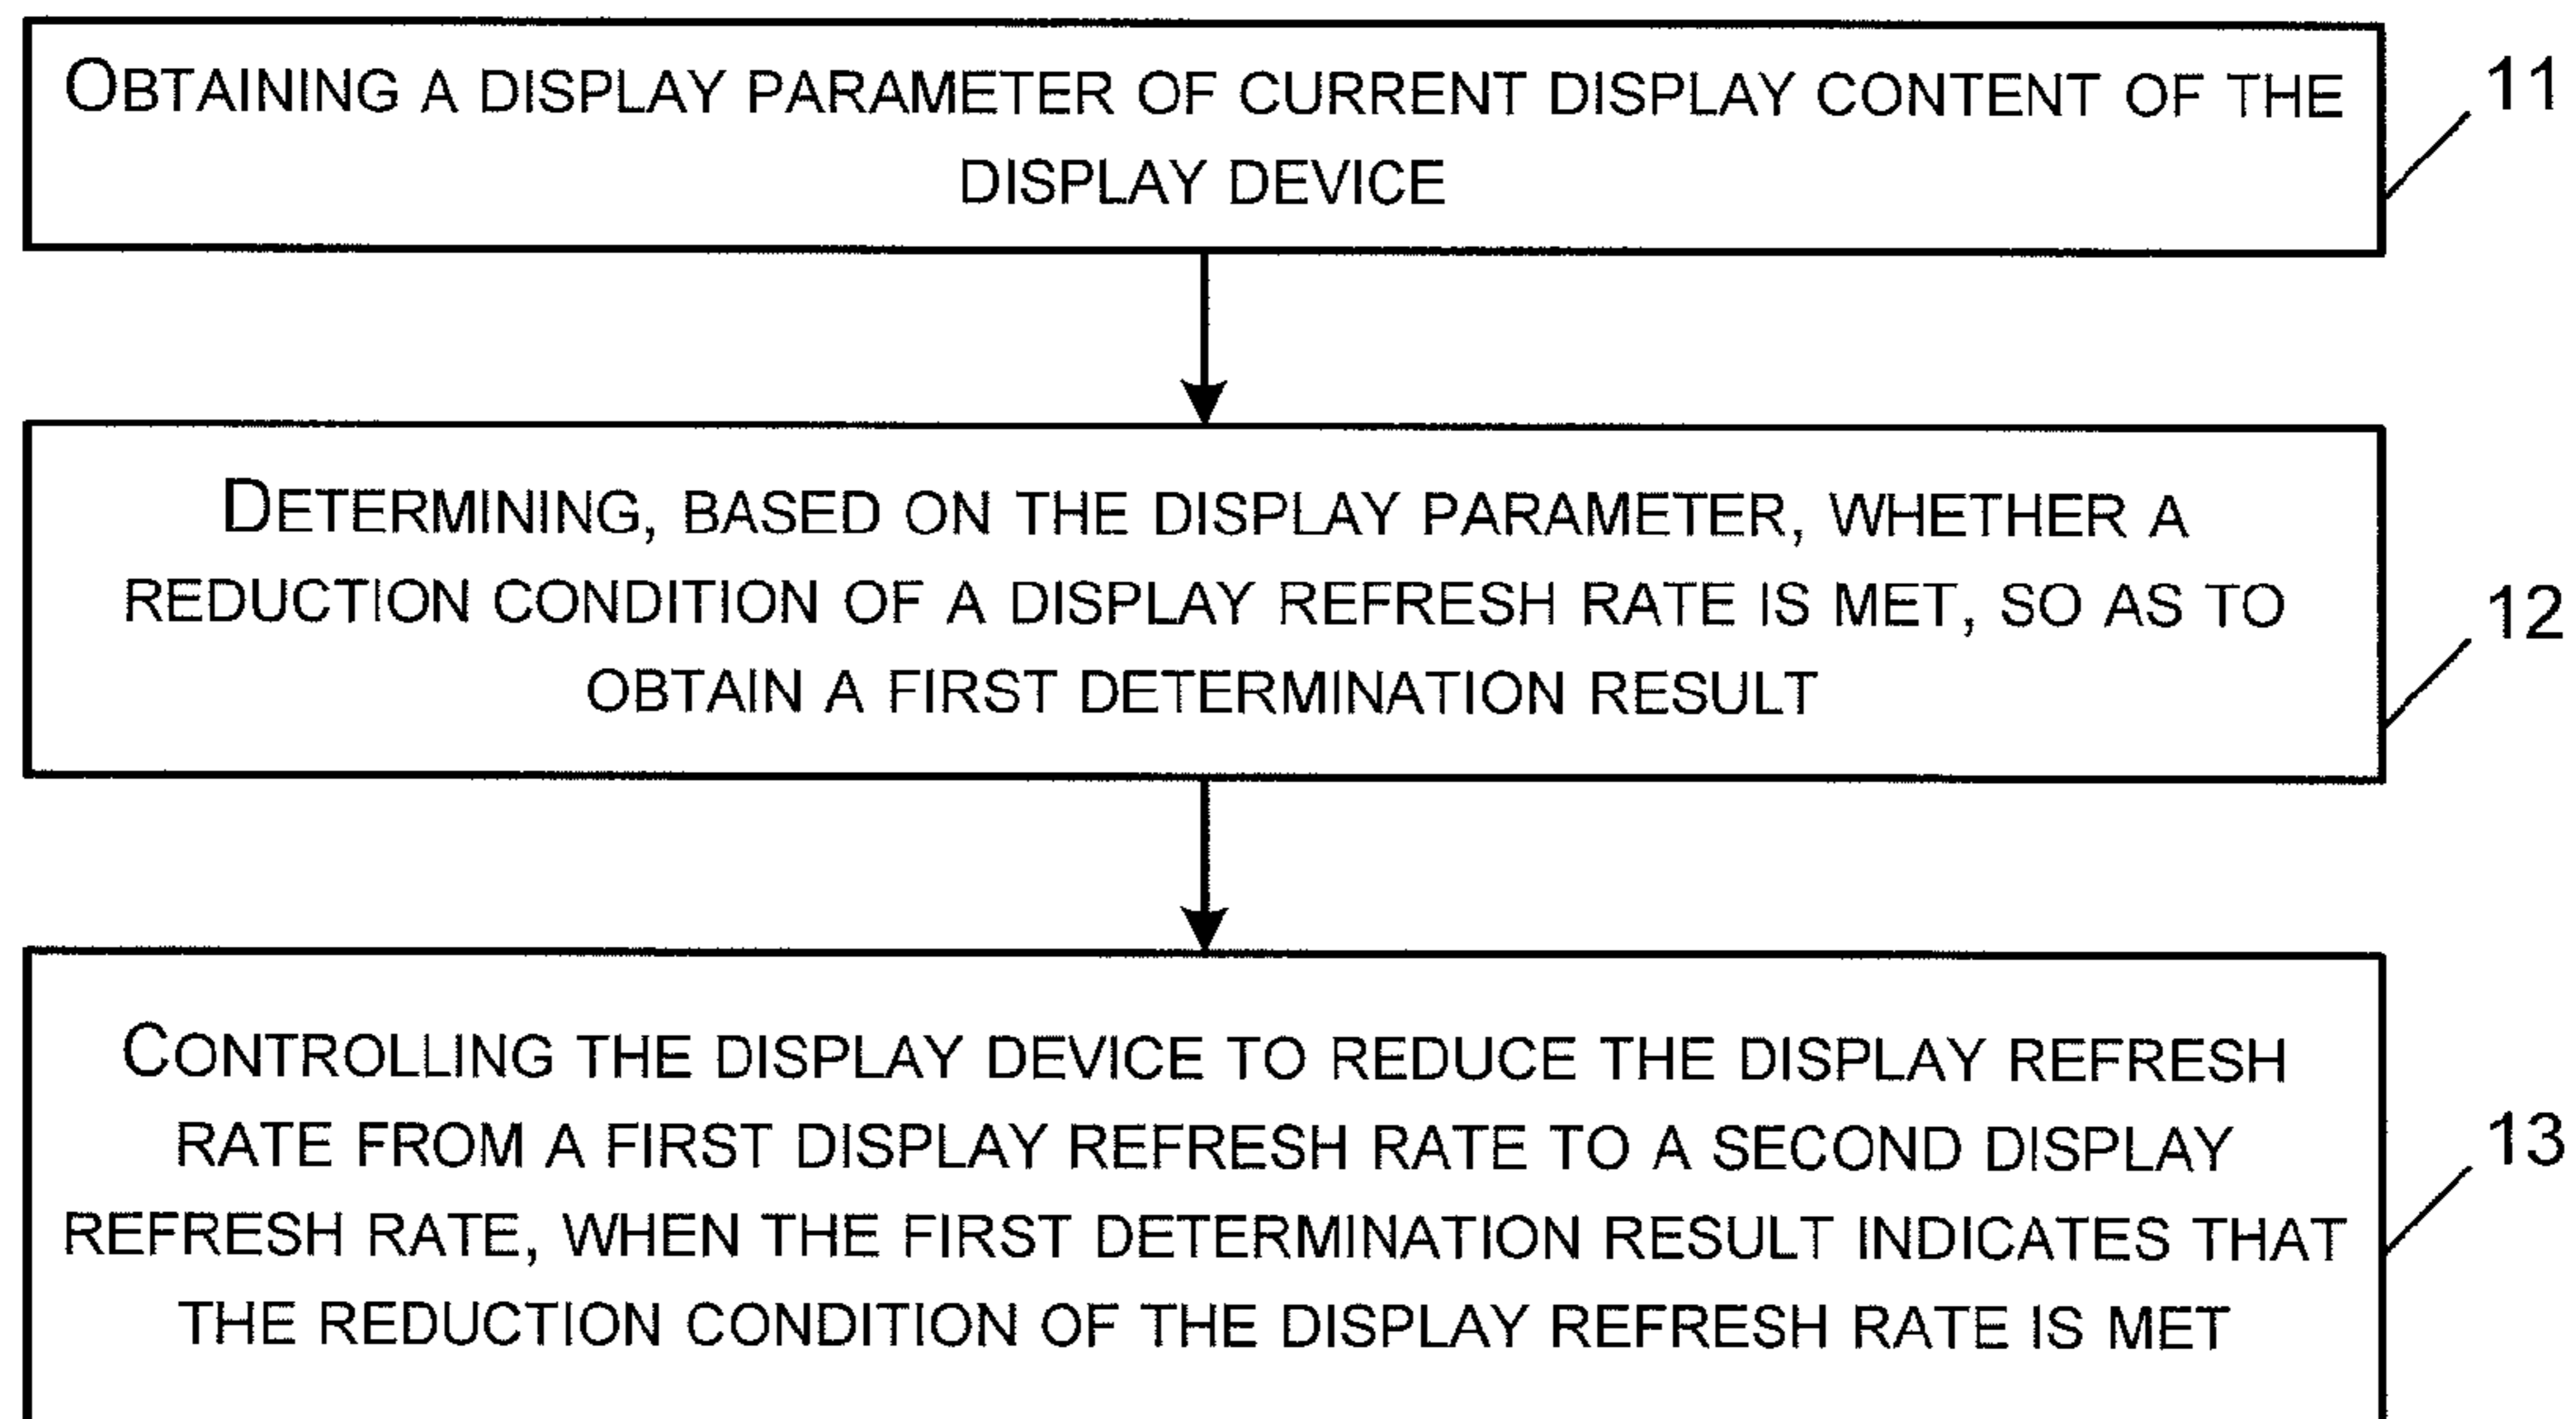 OBTAINING A DISPLAY PARAMETER OF CURRENT DISPLAY CONTENT OF THE
DISPLAY DEVICE
11
DETERMINING, BASED ON THE DISPLAY PARAMETER, WHETHER A
REDUCTION CONDITION OF A DISPLAY REFRESH RATE IS MET, SO AS TO
OBTAIN A FIRST DETERMINATION RESULT
12
CONTROLLING THE DISPLAY DEVICE TO REDUCE THE DISPLAY REFRESH
RATE FROM A FIRST DISPLAY REFRESH RATE TO A SECOND DISPLAY
REFRESH RATE, WHEN THE FIRST DETERMINATION RESULT INDICATES THAT
THE REDUCTION CONDITION OF THE DISPLAY REFRESH RATE IS MET
13